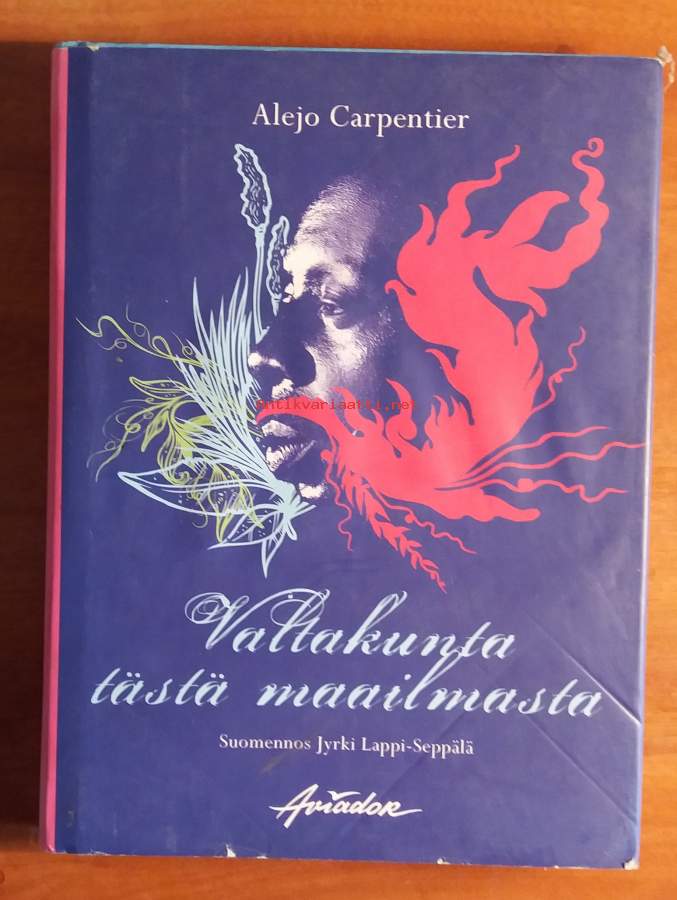 Alejo Carpentier
antikvariaatti.net
Valtakunta
tästä maailmasta
Suomennos Jyrki Lappi-Seppälä
Aviador